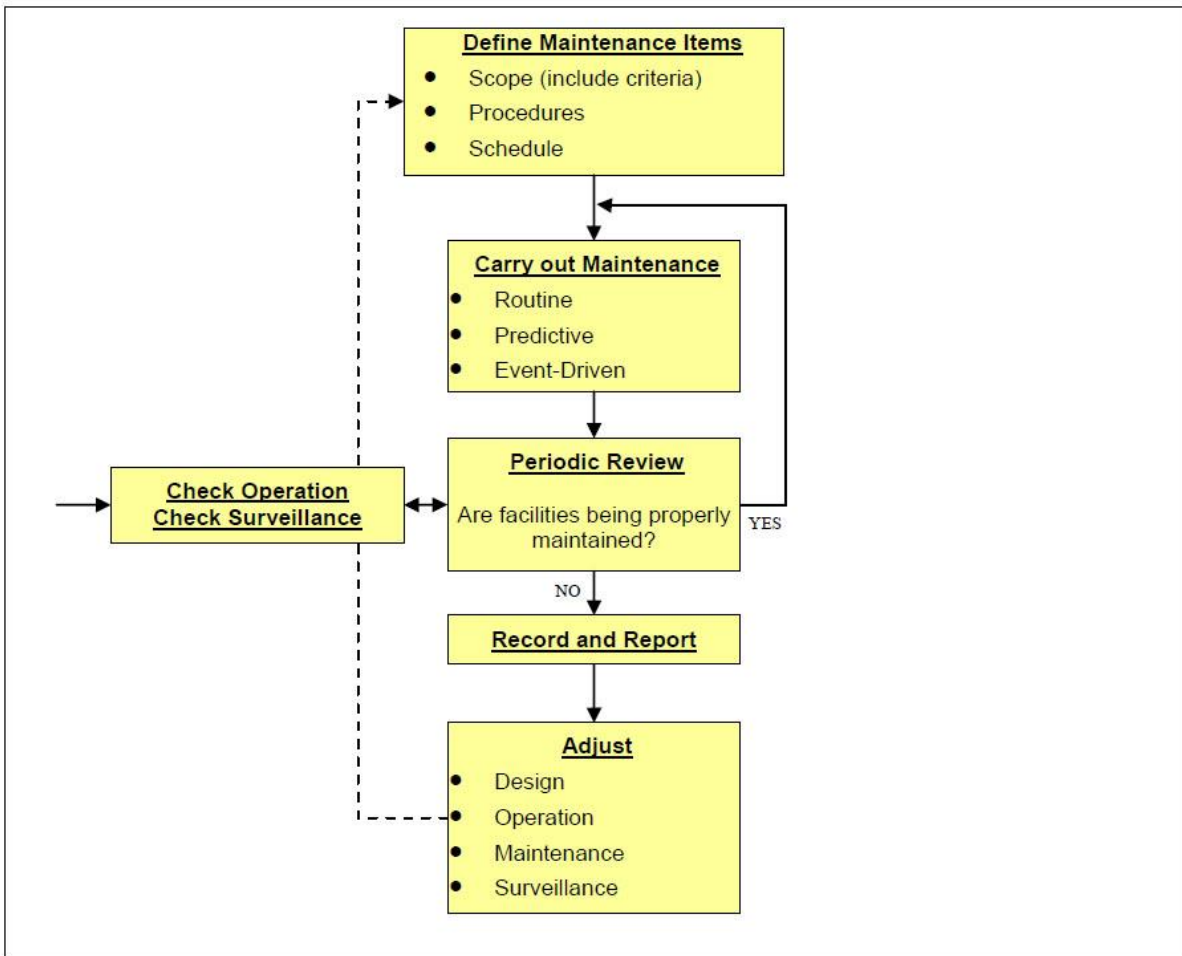 Define Maintenance Items
• Scope (include criteria)
• Procedures
• Schedule
Carry out Maintenance
• Routine
• Predictive
• Event-Driven
Check Operation
Check Surveillance
Periodic Review
Are facilities being properly
maintained?
YES
NO
Record and Report
Adjust
• Design
• Operation
• Maintenance
• Surveillance